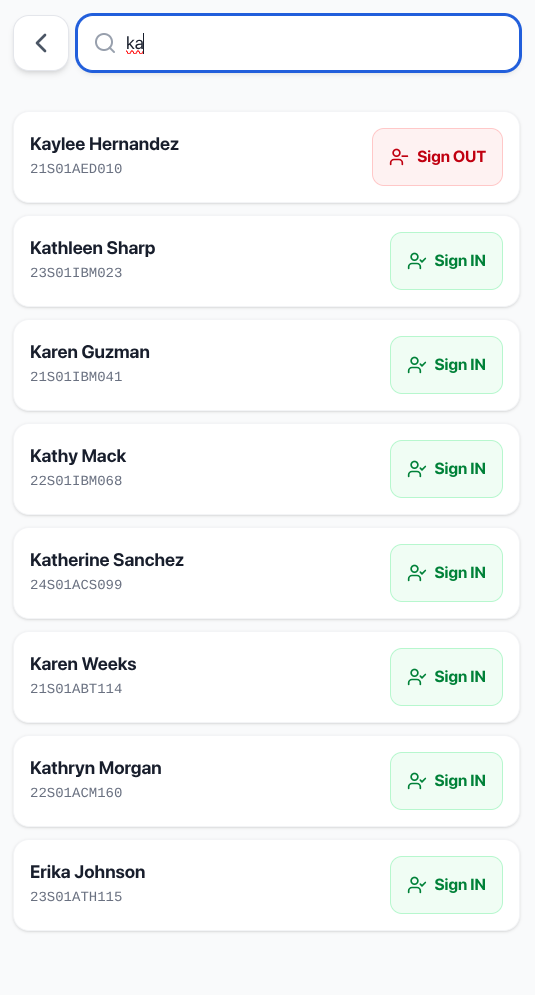 ka
Kaylee Hernandez
21S01AED010
Sign OUT
Kathleen Sharp
23S01IBM023
Sign IN
Karen Guzman
21S01IBM041
Sign IN
Kathy Mack
22S01IBM068
Sign IN
Katherine Sanchez
24S01ACS099
Sign IN
Karen Weeks
21S01ABT114
Sign IN
Kathryn Morgan
22S01ACM160
Sign IN
Erika Johnson
23S01ATH115
Sign IN